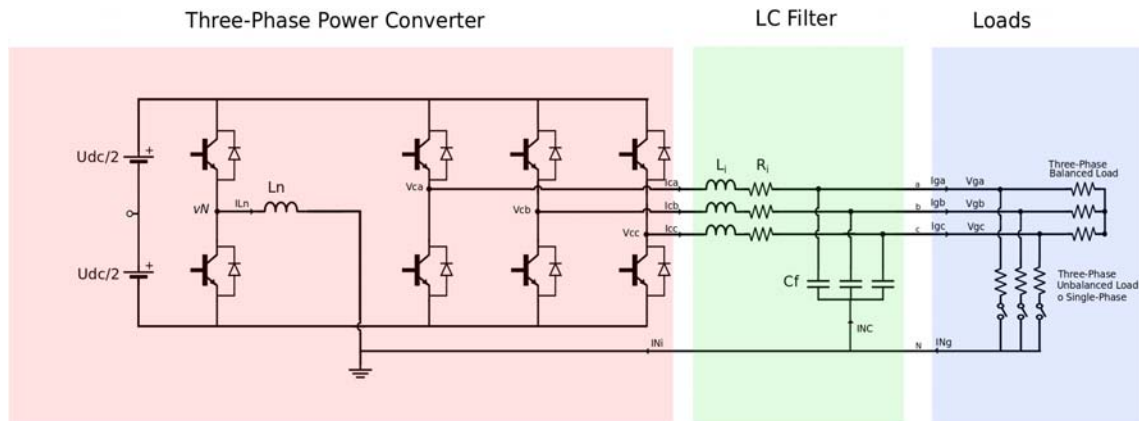 Three-Phase Power Converter
LC Filter
Loads
Udc/2
+
Udc/2
+
vN
ILn
Ln
Vca
Vcb
Vcc
Ica
Icb
Icc
Li
Ri
Cf
INC
INi
a
b
c
N
Iga
Igb
Igc
INg
Vga
Vgb
Vgc
Three-Phase
Balanced Load
Three-Phase
Unbalanced Load
o Single-Phase